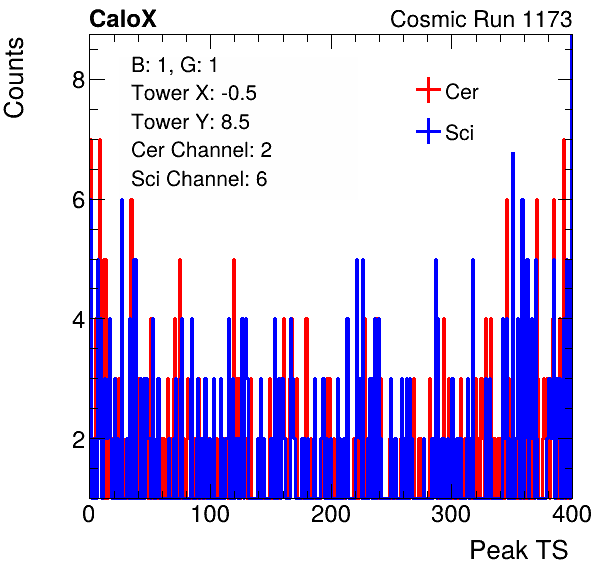 CaloX Cosmic Run 1173
Counts
B: 1, G: 1
Tower X: -0.5
Tower Y: 8.5
Cer Channel: 2
Sci Channel: 6
Cer
Sci
8
6
4
2
0 100 200 300 400
Peak TS